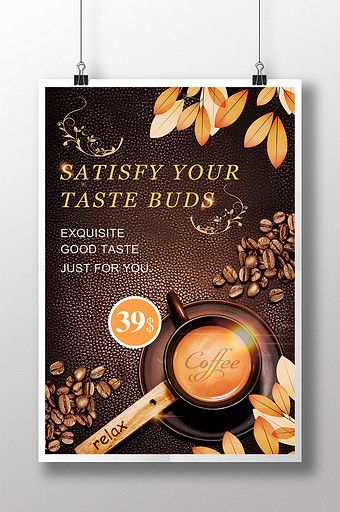 SATISFY YOUR
TASTE BUDS
EXQUISITE
GOOD TASTE
JUST FOR YOU.
39$
Coffee
relax